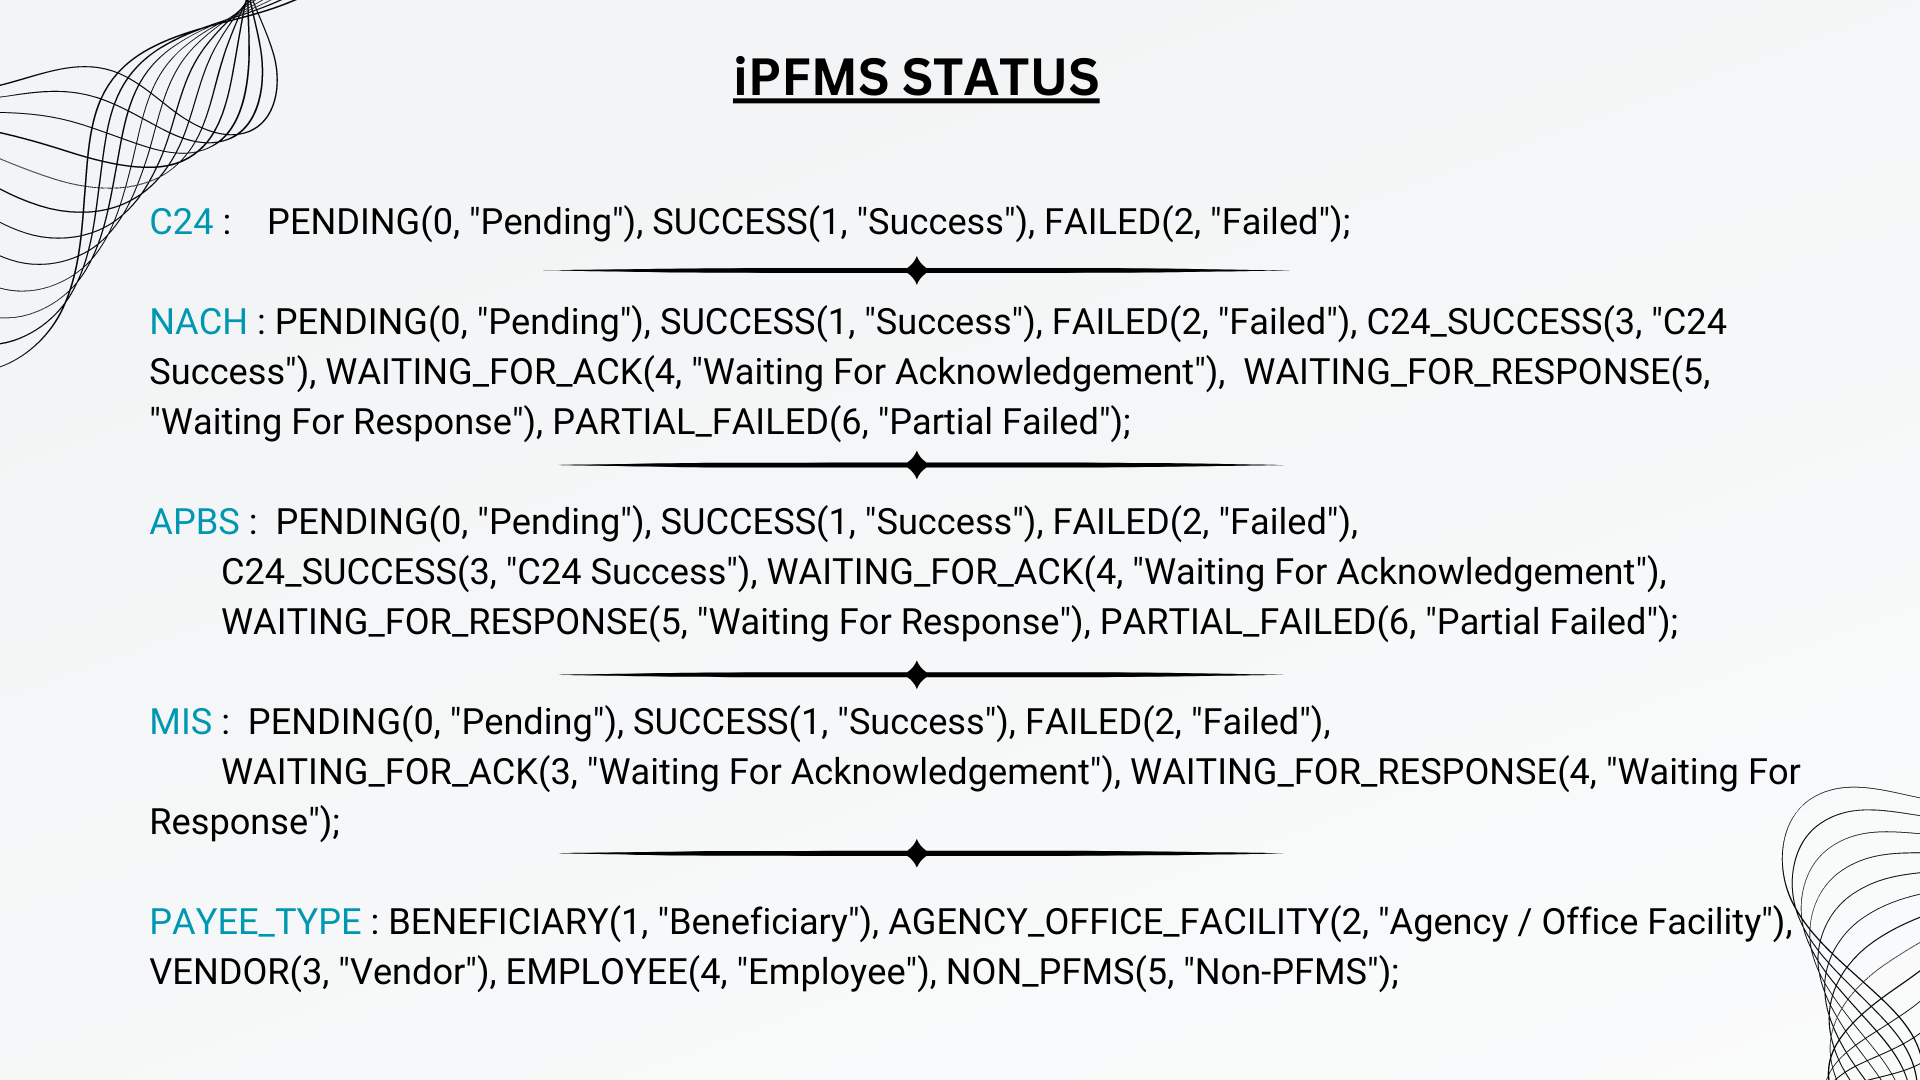 iPFMS STATUS
C24 : PENDING(0, "Pending"), SUCCESS(1, "Success"), FAILED(2, "Failed");
NACH : PENDING(0, "Pending"), SUCCESS(1, "Success"), FAILED(2, "Failed"), C24_SUCCESS(3, "C24
Success"), WAITING_FOR_ACK(4, "Waiting For Acknowledgement"), WAITING_FOR_RESPONSE(5,
"Waiting For Response"), PARTIAL_FAILED(6, "Partial Failed");
APBS : PENDING(0, "Pending"), SUCCESS(1, "Success"), FAILED(2, "Failed"),
C24_SUCCESS(3, "C24 Success"), WAITING_FOR_ACK(4, "Waiting For Acknowledgement"),
WAITING_FOR_RESPONSE(5, "Waiting For Response"), PARTIAL_FAILED(6, "Partial Failed");
MIS : PENDING(0, "Pending"), SUCCESS(1, "Success"), FAILED(2, "Failed"),
WAITING_FOR_ACK(3, "Waiting For Acknowledgement"), WAITING_FOR_RESPONSE(4, "Waiting For
Response");
PAYEE_TYPE : BENEFICIARY(1, "Beneficiary"), AGENCY_OFFICE_FACILITY(2, "Agency / Office Facility"),
VENDOR(3, "Vendor"), EMPLOYEE(4, "Employee"), NON_PFMS(5, "Non-PFMS");